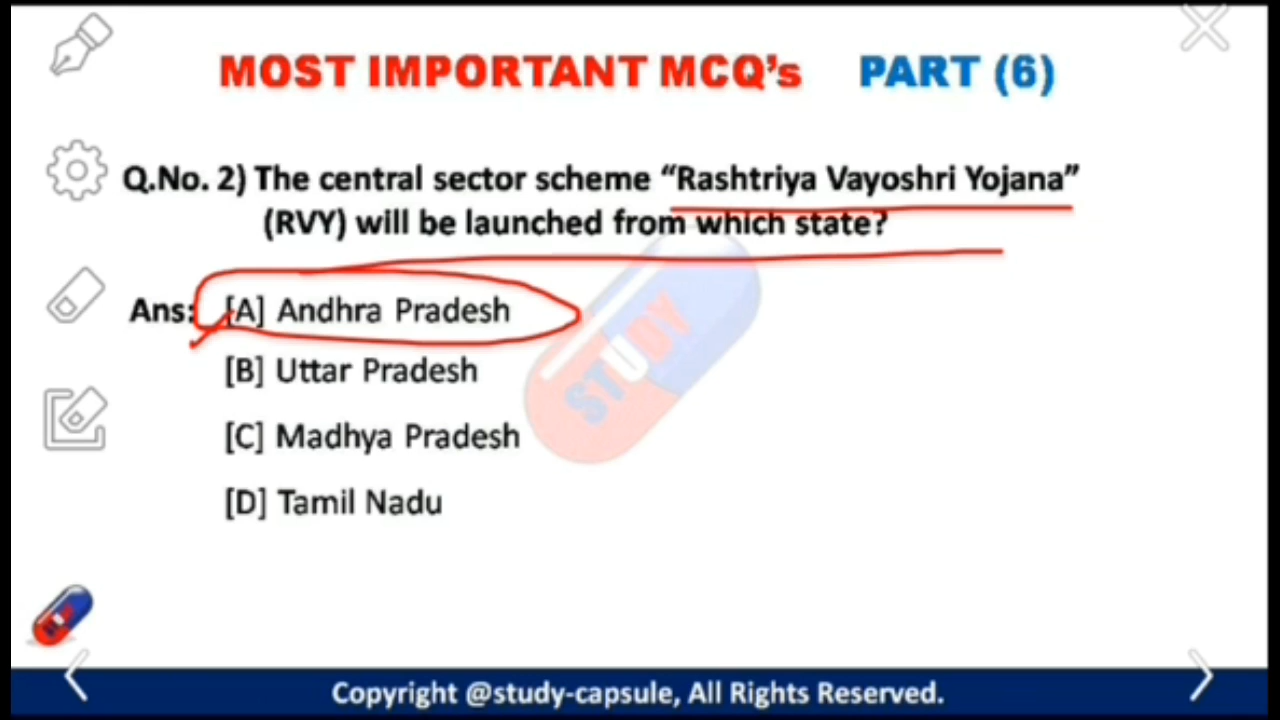 MOST IMPORTANT MCQ's PART (6)
Q.No. 2) The central sector scheme “Rashtriya Vayoshri Yojana”
(RVY) will be launched from which state?
Ans: [A] Andhra Pradesh
[B] Uttar Pradesh
[C] Madhya Pradesh
[D] Tamil Nadu
STUDY
Copyright @study-capsule, All Rights Reserved.